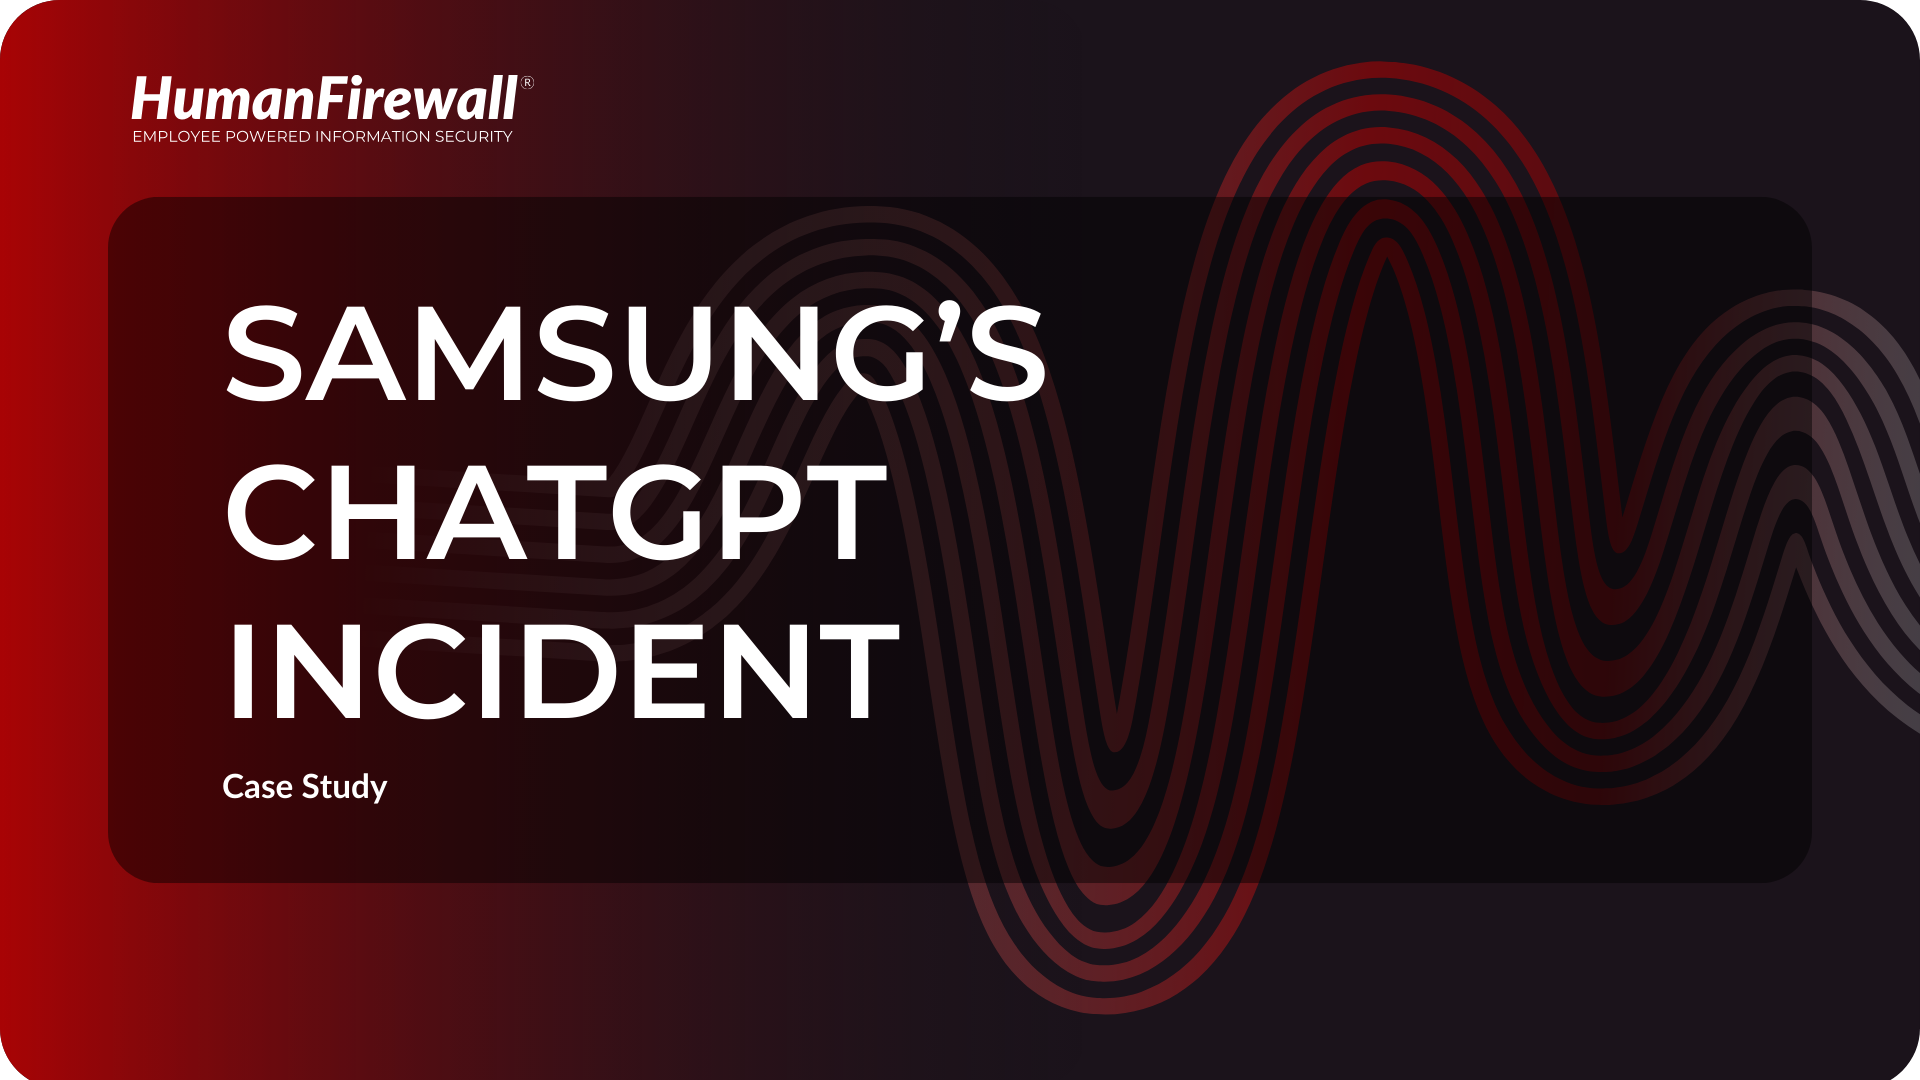 HumanFirewall®
EMPLOYEE POWERED INFORMATION SECURITY
SAMSUNG’S
CHATGPT
INCIDENT
Case Study